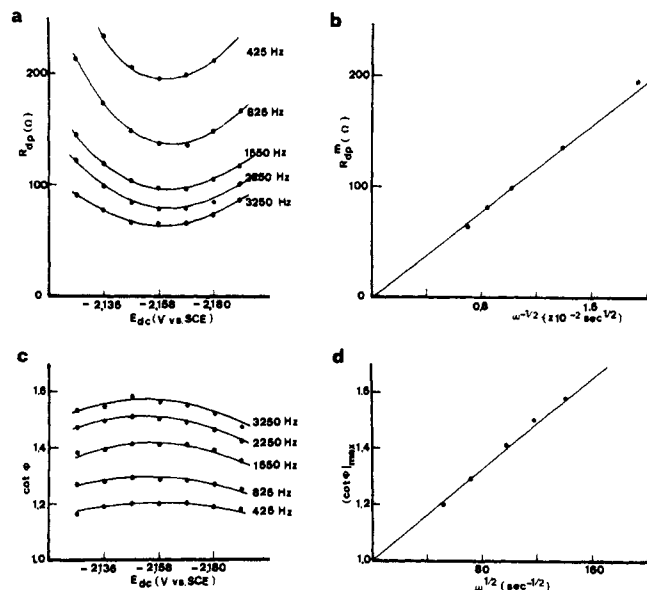 a
R_dp (Ω)
200
100
0
425 Hz
825 Hz
1550 Hz
2250 Hz
3250 Hz
-2,136 -2,158 -2,180
E_dc (V vs. SCE)
b
R^m_dp (Ω)
200
100
0
0,8 1,6
ω^-1/2 (x10^-2 sec^1/2)
c
cot Φ
1,6
1,4
1,2
1,0
3250 Hz
2250 Hz
1550 Hz
825 Hz
425 Hz
-2,136 -2,158 -2,180
E_dc (V vs. SCE)
d
(cot Φ)max
1,6
1,4
1,2
1,0
80 160
ω^1/2 (sec^-1/2)